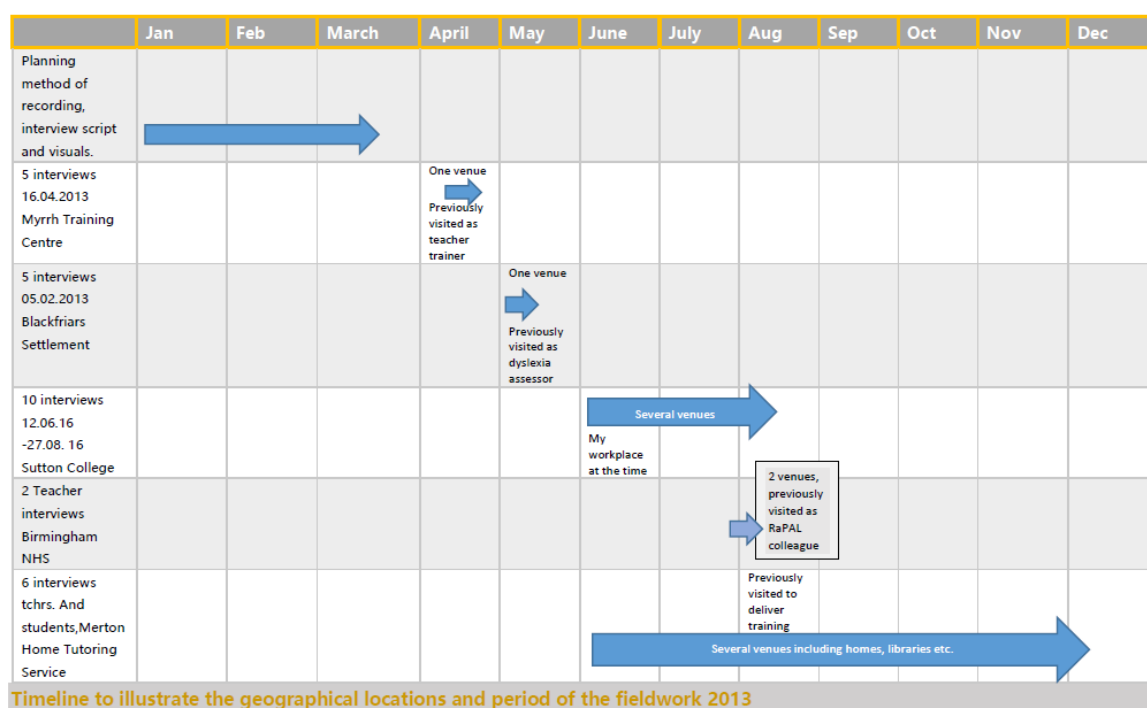 Jan Feb March April May June July Aug Sep Oct Nov Dec
Planning
method of
recording,
interview script
and visuals.
5 interviews
16.04.2013
Myrrh Training
Centre
One venue
Previously
visited as
teacher
trainer
5 interviews
05.02.2013
Blackfriars
Settlement
One venue
Previously
visited as
dyslexia
assessor
10 interviews
12.06.16
-27.08. 16
Sutton College
Several venues
My
workplace
at the time
2 Teacher
interviews
Birmingham
NHS
2 venues,
previously
visited as
RaPAL
colleague
6 interviews
tchrs. And
students,Merton
Home Tutoring
Service
Previously
visited to
deliver
training
Several venues including homes, libraries etc.
Timeline to illustrate the geographical locations and period of the fieldwork 2013